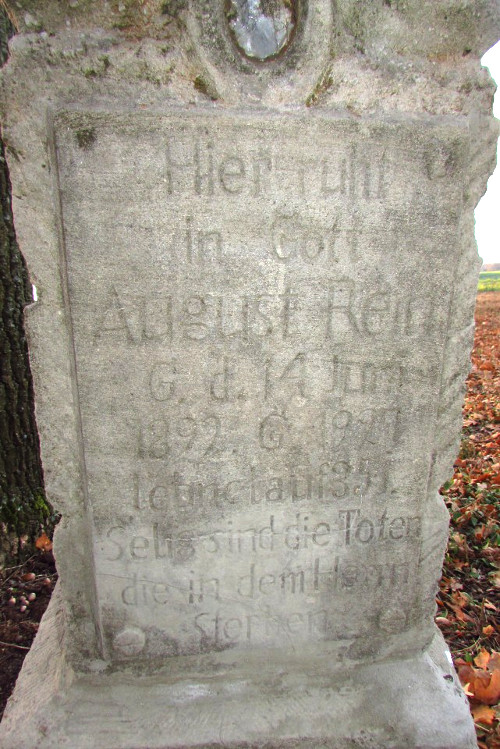 Hier ruht
in Gott
August
G. d. 14. Juni
1892. G.
Selig sind die Toten
die in dem Herrn
sterben